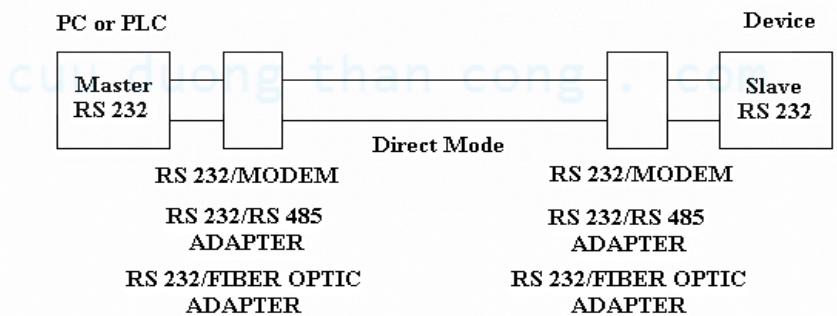 PC or PLC
Device
cuu duong than cong . com
Master
RS 232
Slave
RS 232
Direct Mode
RS 232/MODEM
RS 232/RS 485
ADAPTER
RS 232/FIBER OPTIC
ADAPTER
RS 232/MODEM
RS 232/RS 485
ADAPTER
RS 232/FIBER OPTIC
ADAPTER